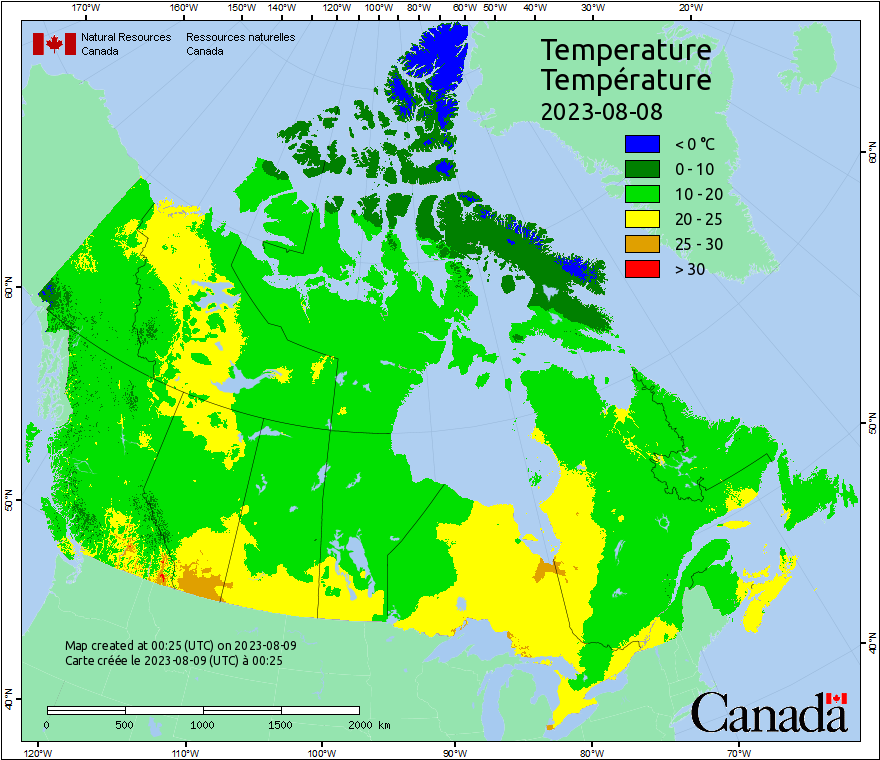 170°W 160°W 150°W 140°W 130°W 120°W 110°W 100°W 80°W 60°W 50°W 40°W 30°W 20°W
Natural Resources Ressources naturelles
Canada Canada
Temperature
Température
2023-08-08
< 0 °C
0 - 10
10 - 20
20 - 25
25 - 30
> 30
60°N 60°N
50°N 50°N
40°N 40°N
Map created at 00:25 (UTC) on 2023-08-09
Carte créée le 2023-08-09 (UTC) à 00:25
0 500 1000 1500 2000 km
Canada
120°W 110°W 100°W 90°W 80°W 70°W